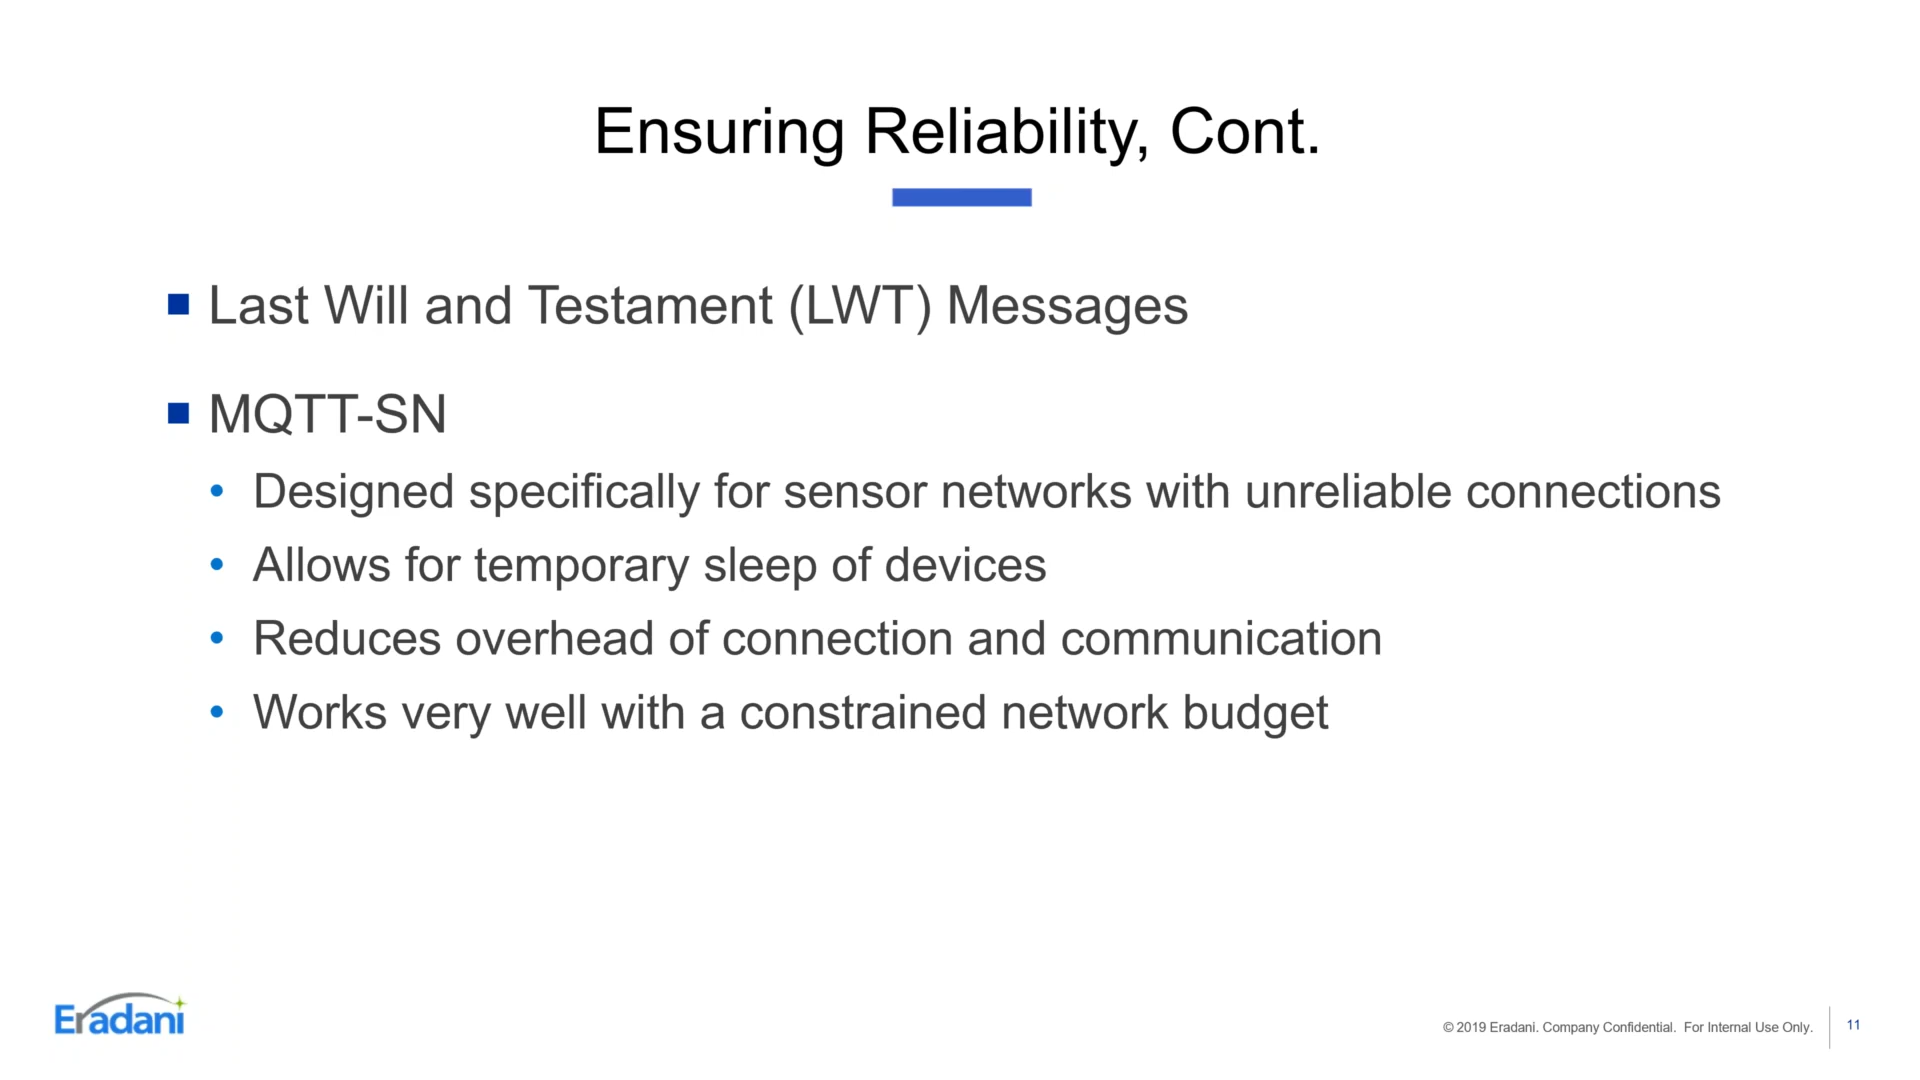 Ensuring Reliability, Cont.
■ Last Will and Testament (LWT) Messages
■ MQTT-SN
• Designed specifically for sensor networks with unreliable connections
• Allows for temporary sleep of devices
• Reduces overhead of connection and communication
• Works very well with a constrained network budget
Eradani
© 2019 Eradani. Company Confidential. For Internal Use Only.
11